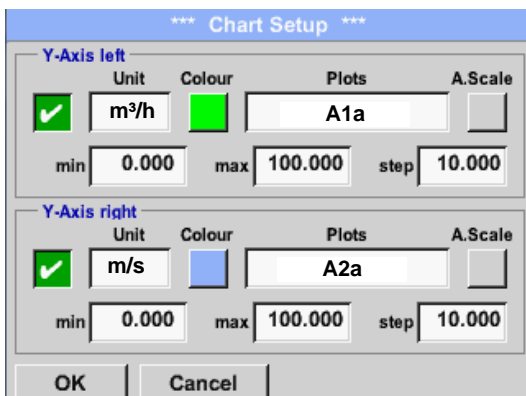 *** Chart Setup ***
Y-Axis left
Unit Colour Plots A.Scale
m³/h A1a
min 0.000 max 100.000 step 10.000
Y-Axis right
Unit Colour Plots A.Scale
m/s A2a
min 0.000 max 100.000 step 10.000
OK Cancel